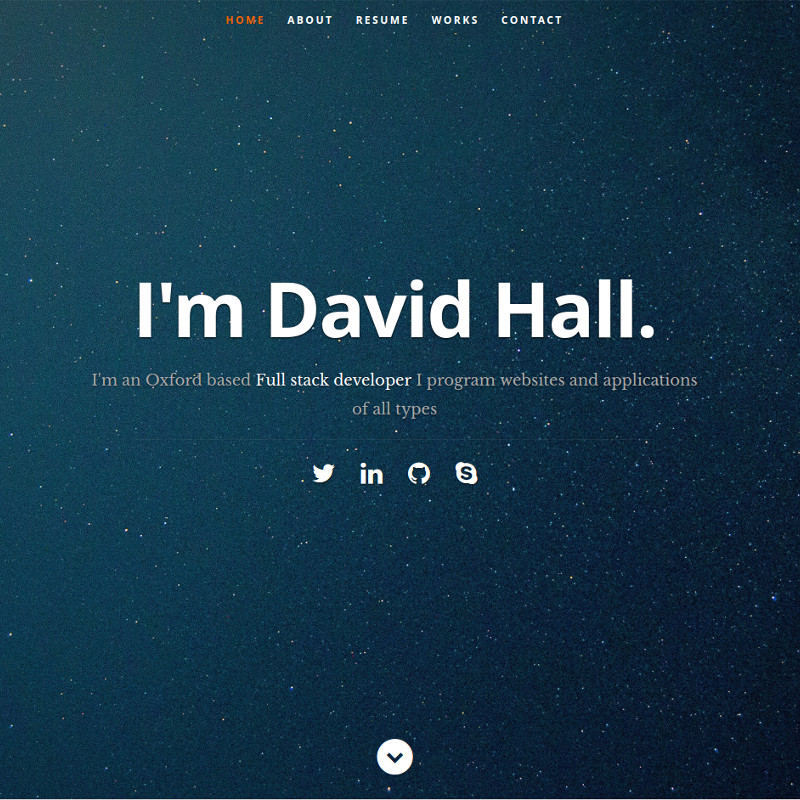 HOME ABOUT RESUME WORKS CONTACT
I'm David Hall.
I'm an Oxford based Full stack developer I program websites and applications
of all types